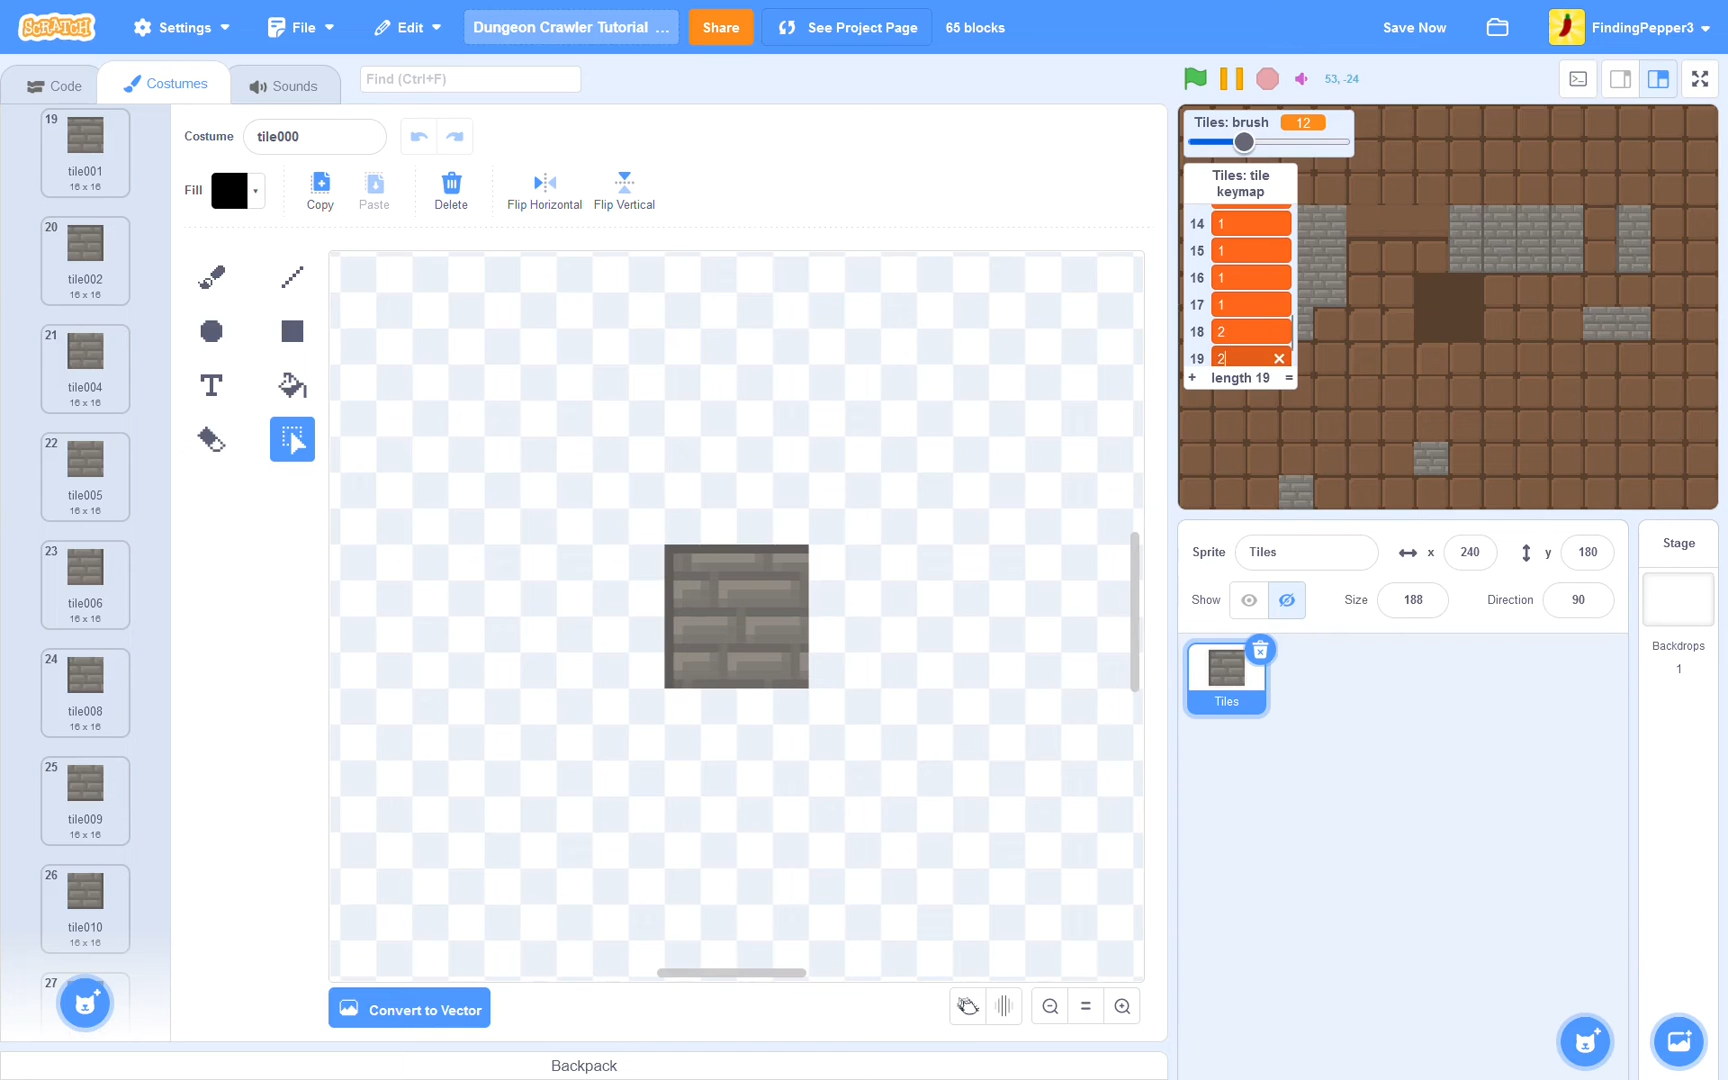 SCRATCH
Settings
File
Edit
Dungeon Crawler Tutorial ...
Share
See Project Page
65 blocks
Save Now
FindingPepper3
Code
Costumes
Sounds
Find (Ctrl+F)
53, -24
19
tile001
16 x 16
20
tile002
16 x 16
21
tile004
16 x 16
22
tile005
16 x 16
23
tile006
16 x 16
24
tile008
16 x 16
25
tile009
16 x 16
26
tile010
16 x 16
27
Costume
tile000
Fill
Copy
Paste
Delete
Flip Horizontal
Flip Vertical
T
Convert to Vector
Backpack
Tiles: brush 12
Tiles: tile
keymap
14 1
15 1
16 1
17 1
18 2
19 2
+ length 19 =
Sprite
Tiles
x
240
y
180
Show
Size
188
Direction
90
Tiles
Stage
Backdrops
1